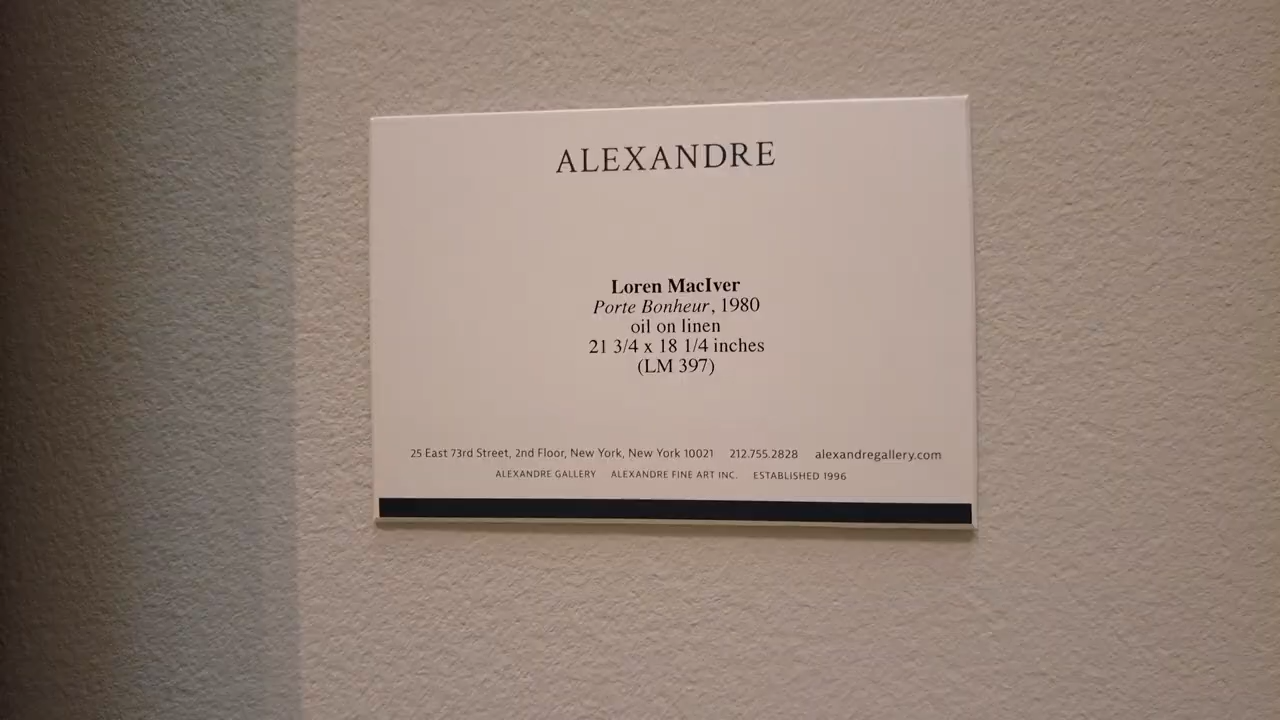 ALEXANDRE
Loren MacIver
Porte Bonheur, 1980
oil on linen
21 3/4 x 18 1/4 inches
(LM 397)
25 East 73rd Street, 2nd Floor, New York, New York 10021 212.755.2828 alexandregallery.com
ALEXANDRE GALLERY ALEXANDRE FINE ART INC. ESTABLISHED 1996